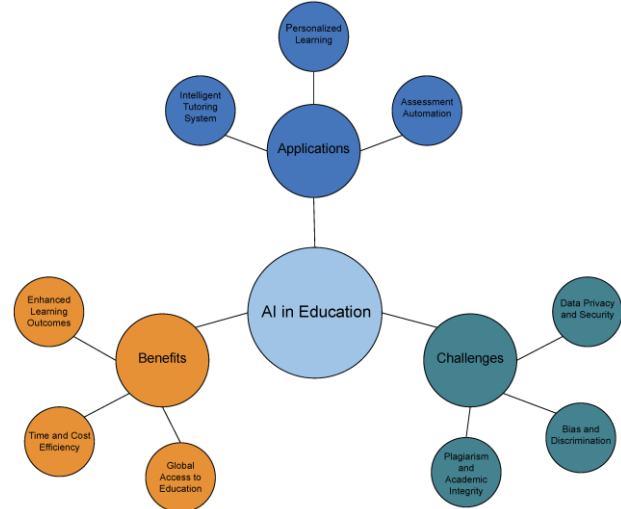 Personalized
Learning
Intelligent
Tutoring
System
Assessment
Automation
Applications
AI in Education
Enhanced
Learning
Outcomes
Benefits
Time and Cost
Efficiency
Global
Access to
Education
Challenges
Data Privacy
and Security
Bias and
Discrimination
Plagiarism and
Academic
Integrity